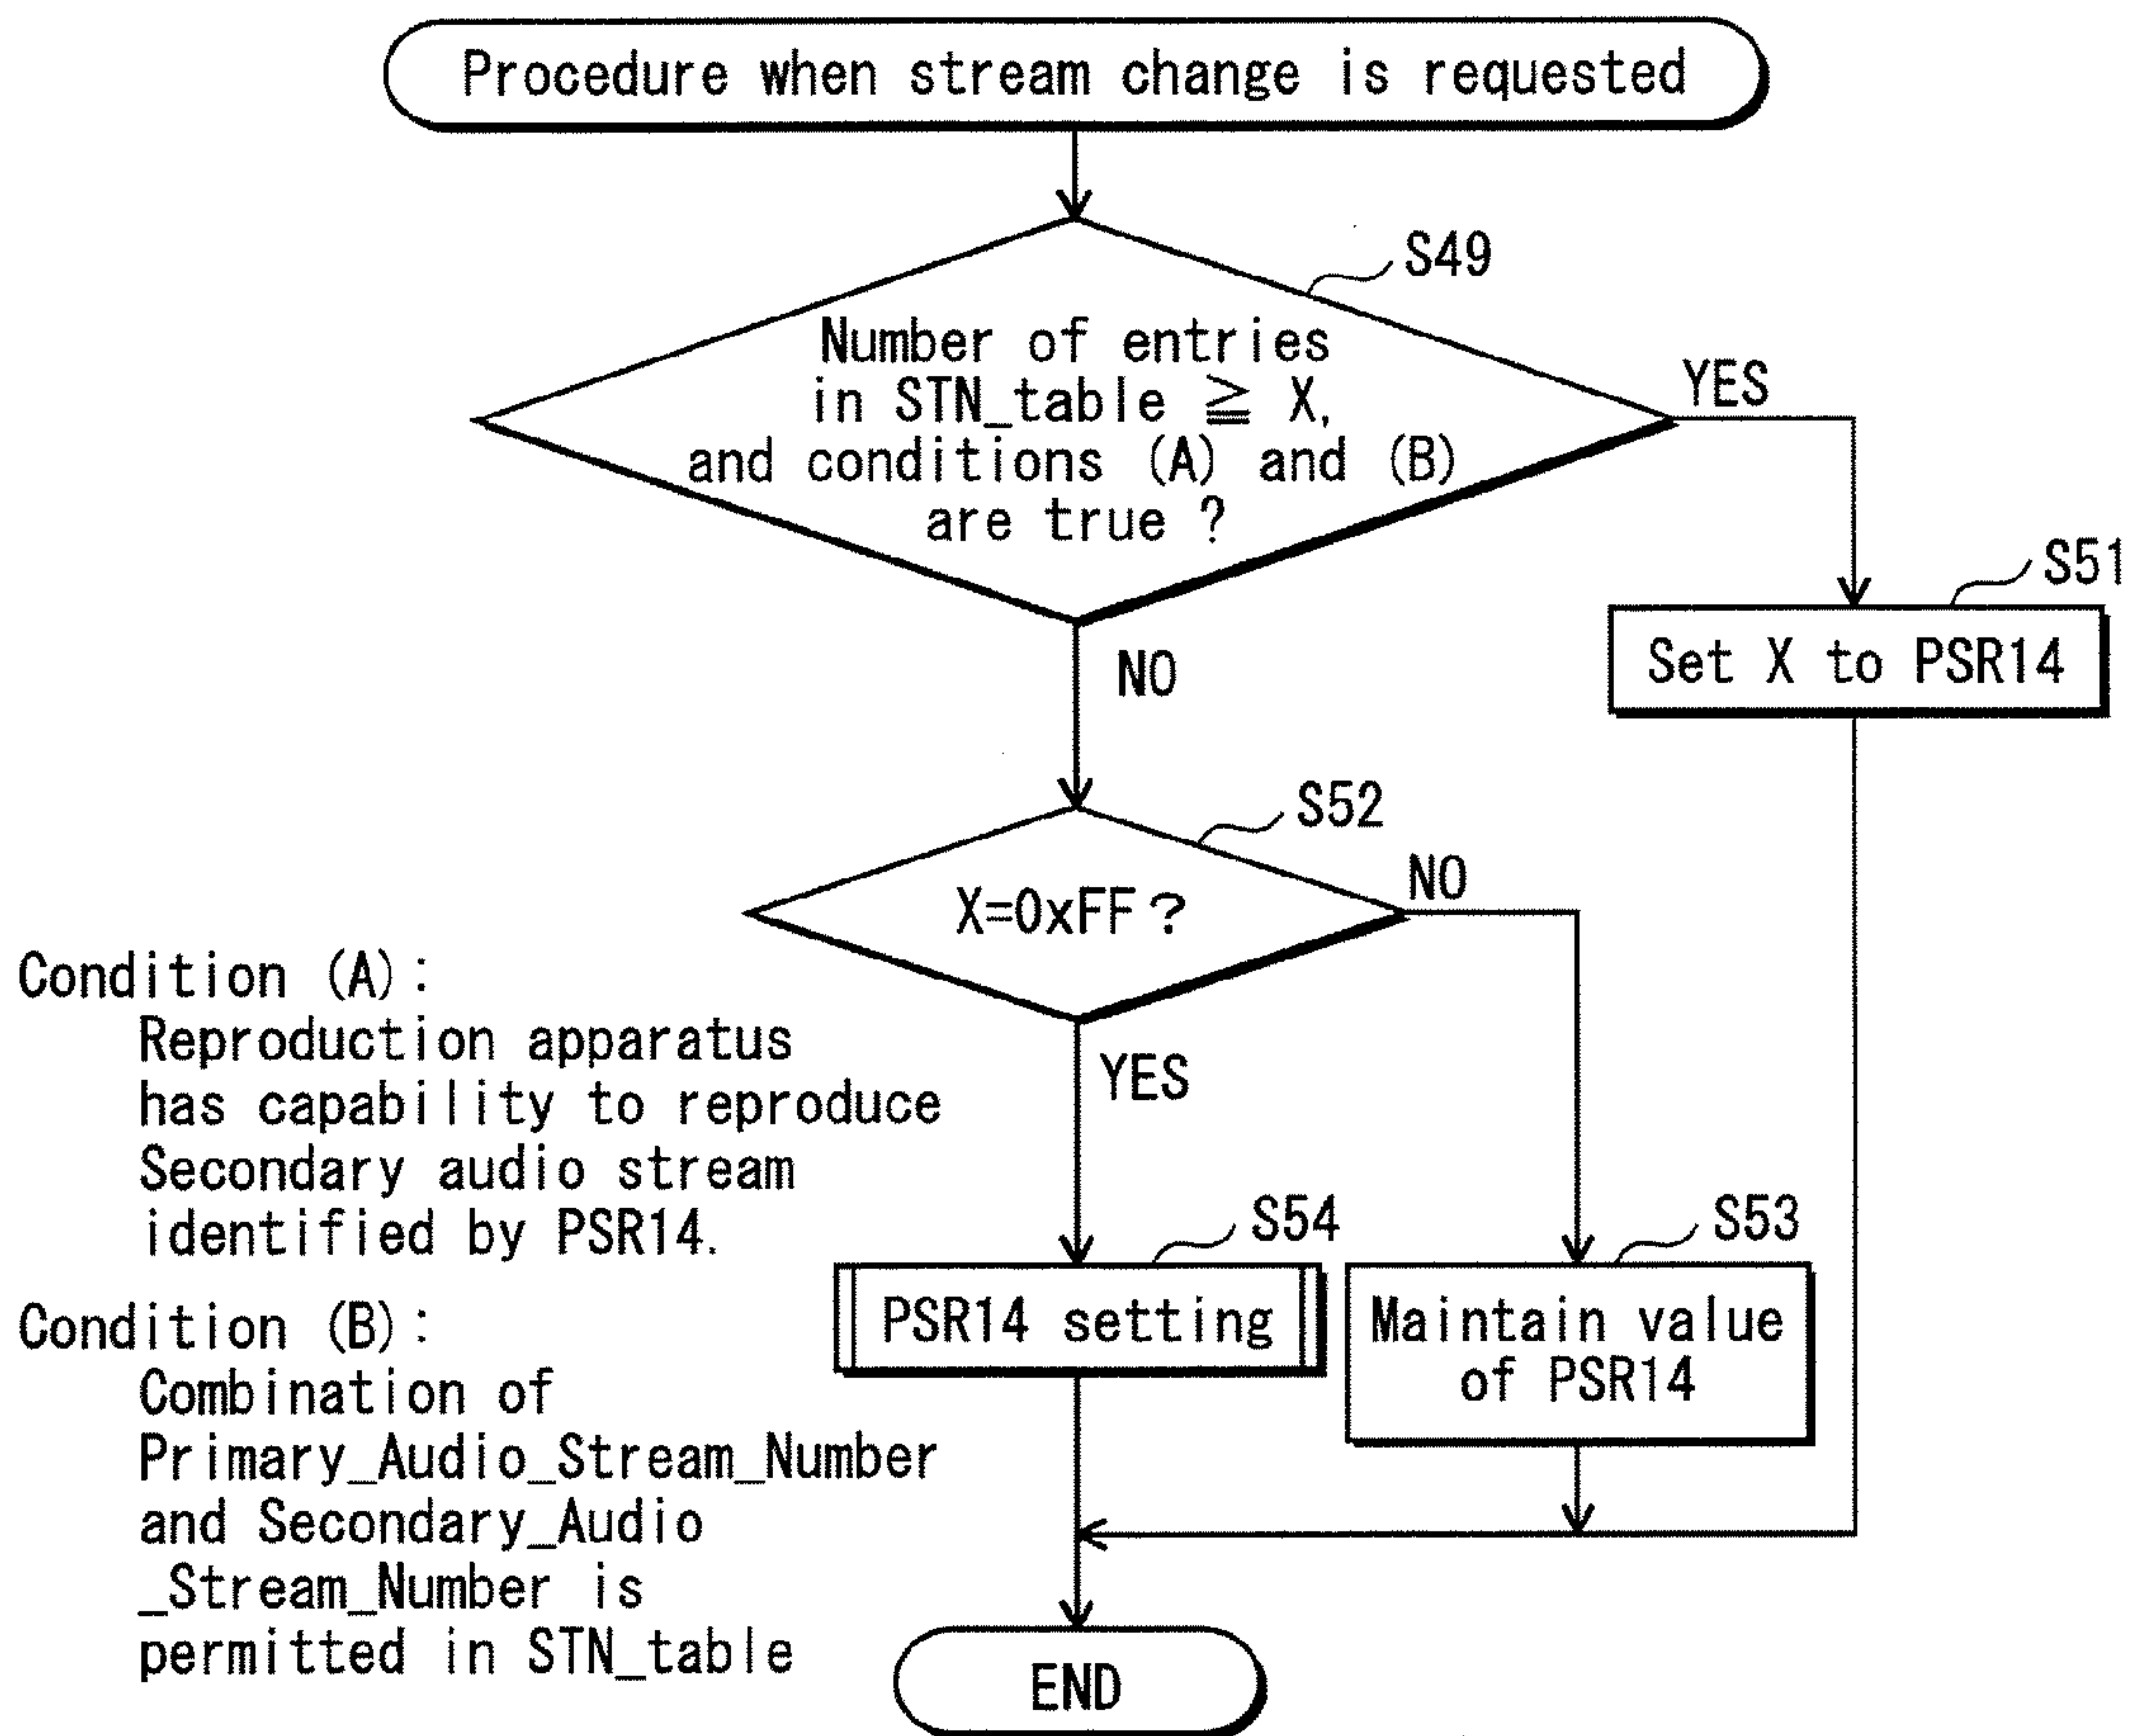 Procedure when stream change is requested
S49
Number of entries
in STN_table ≧ X,
and conditions (A) and (B)
are true ?
YES
S51
Set X to PSR14
NO
S52
X=0xFF ?
NO
YES
Condition (A):
Reproduction apparatus
has capability to reproduce
Secondary audio stream
identified by PSR14.
S54
PSR14 setting
S53
Maintain value
of PSR14
Condition (B):
Combination of
Primary_Audio_Stream_Number
and Secondary_Audio
_Stream_Number is
permitted in STN_table
END